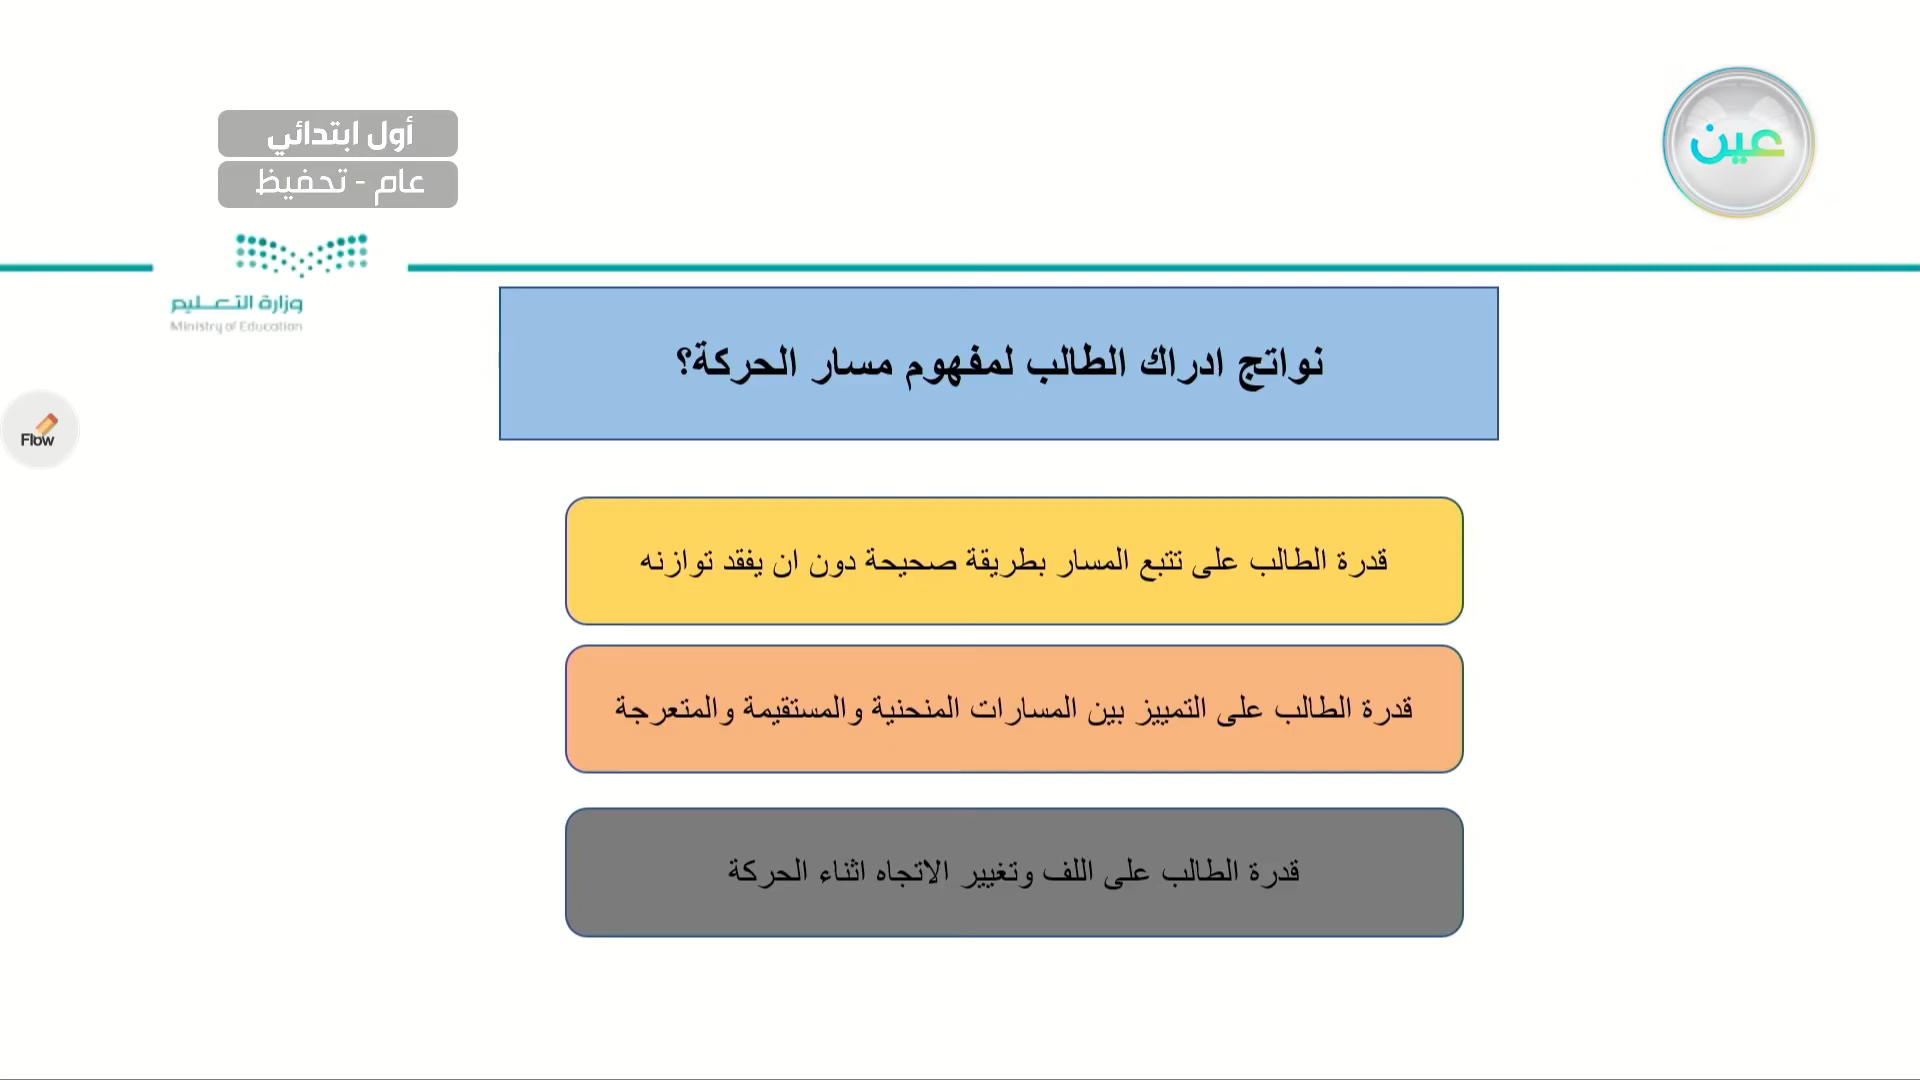 أول ابتدائي
عام - تحفيظ
عين
وزارة التعليم
Ministry of Education
نواتج ادراك الطالب لمفهوم مسار الحركة؟
Flow
قدرة الطالب على تتبع المسار بطريقة صحيحة دون ان يفقد توازنه
قدرة الطالب على التمييز بين المسارات المنحنية والمستقيمة والمتعرجة
قدرة الطالب على اللف وتغيير الاتجاه اثناء الحركة